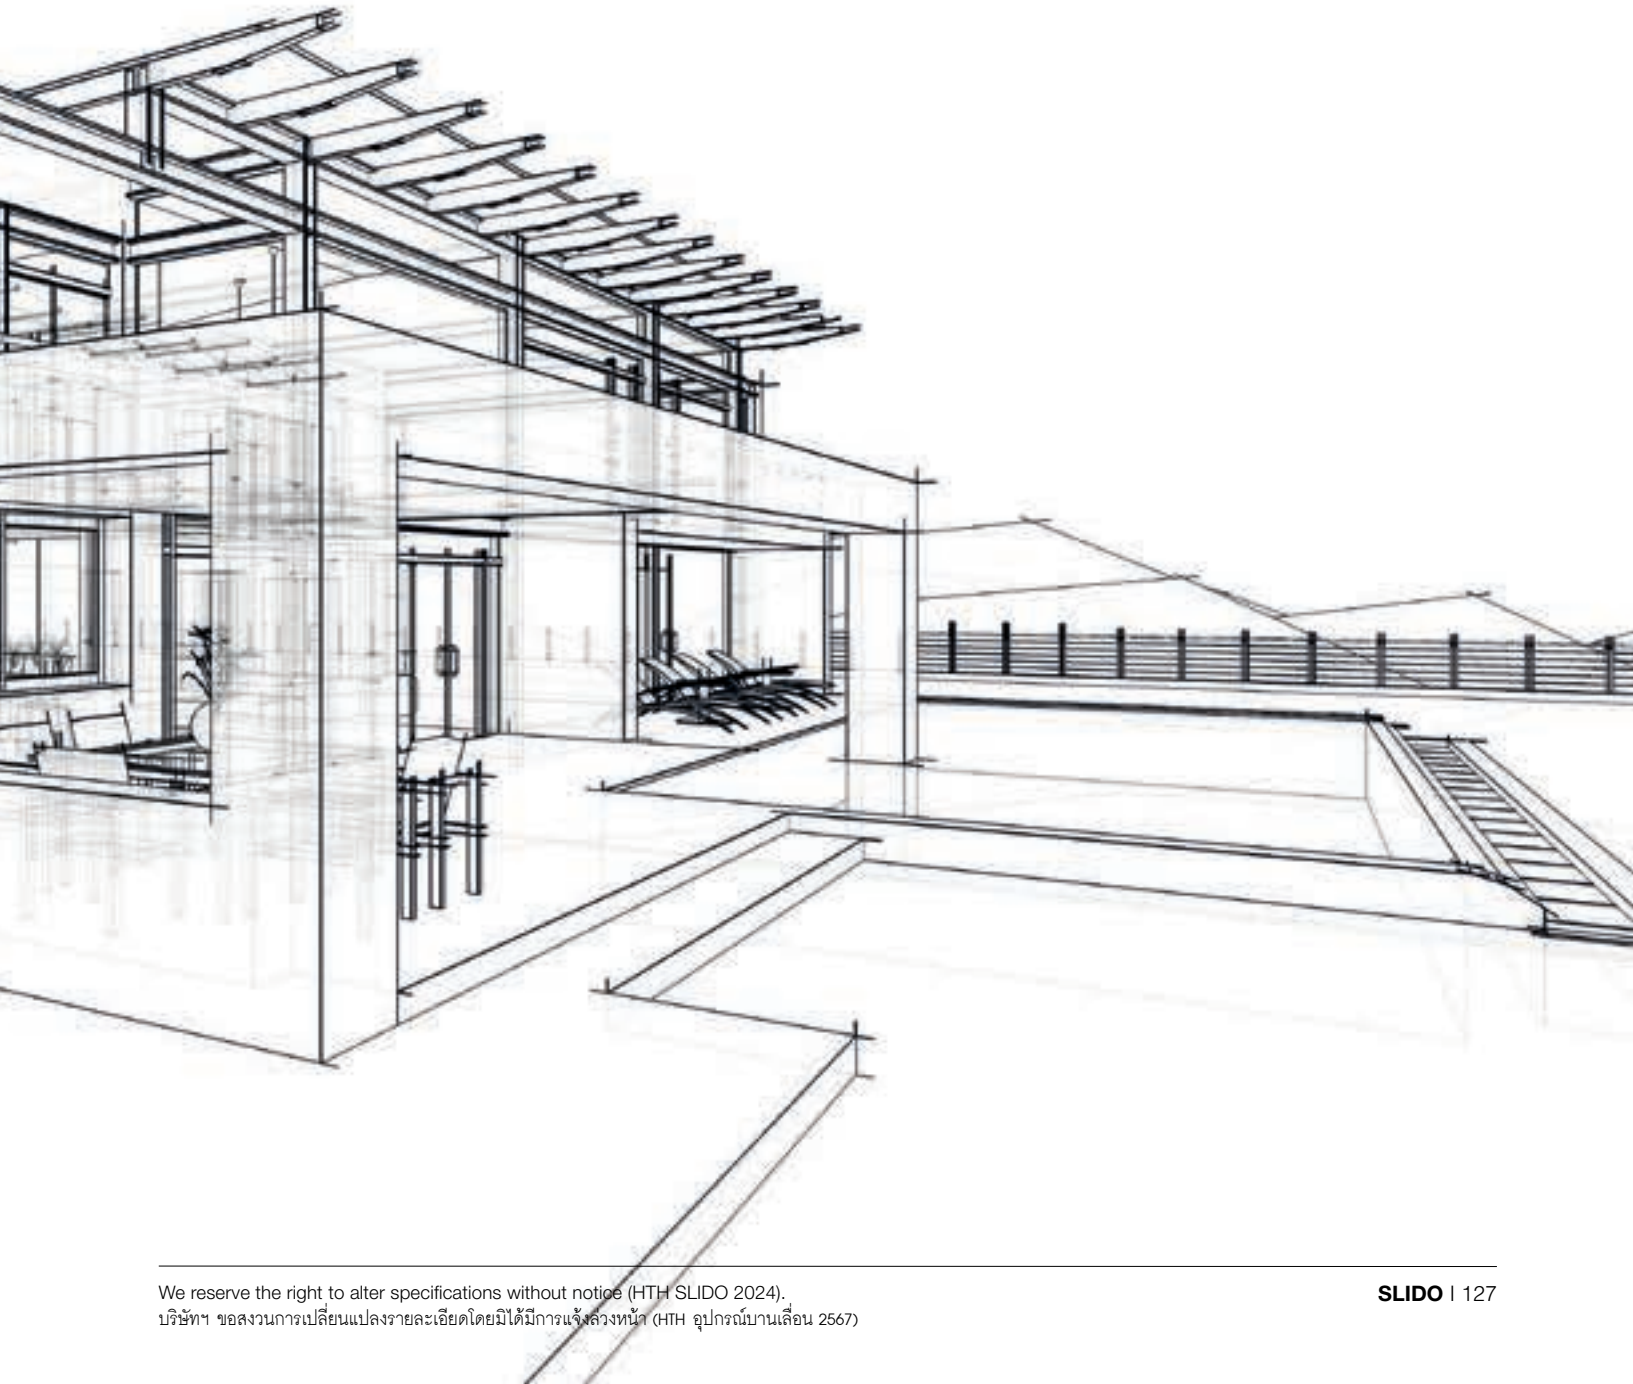 We reserve the right to alter specifications without notice (HTH SLIDO 2024).
SLIDO | 127
บริษัทฯ ขอสงวนการเปลี่ยนแปลงรายละเอียดโดยมิได้มีการแจ้งล่วงหน้า (HTH อุปกรณ์บานเลื่อน 2567)